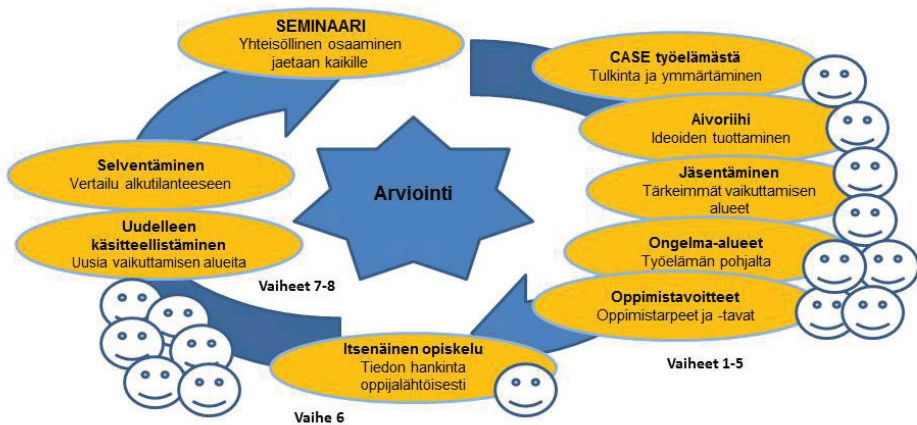 SEMINAARI
Yhteisöllinen osaaminen
jaetaan kaikille
CASE työelämästä
Tulkinta ja ymmärtäminen
Aivoriihi
Ideoiden tuottaminen
Jäsentäminen
Tärkeimmät vaikuttamisen
alueet
Ongelma-alueet
Työelämän pohjalta
Oppimistavoitteet
Oppimistarpeet ja -tavat
Vaiheet 1-5
Itsenäinen opiskelu
Tiedon hankinta
oppijalähtöisesti
Vaihe 6
Uudelleen
käsitteellistäminen
Uusia vaikuttamisen alueita
Vaiheet 7-8
Selventäminen
Vertailu alkutilanteeseen
Arviointi